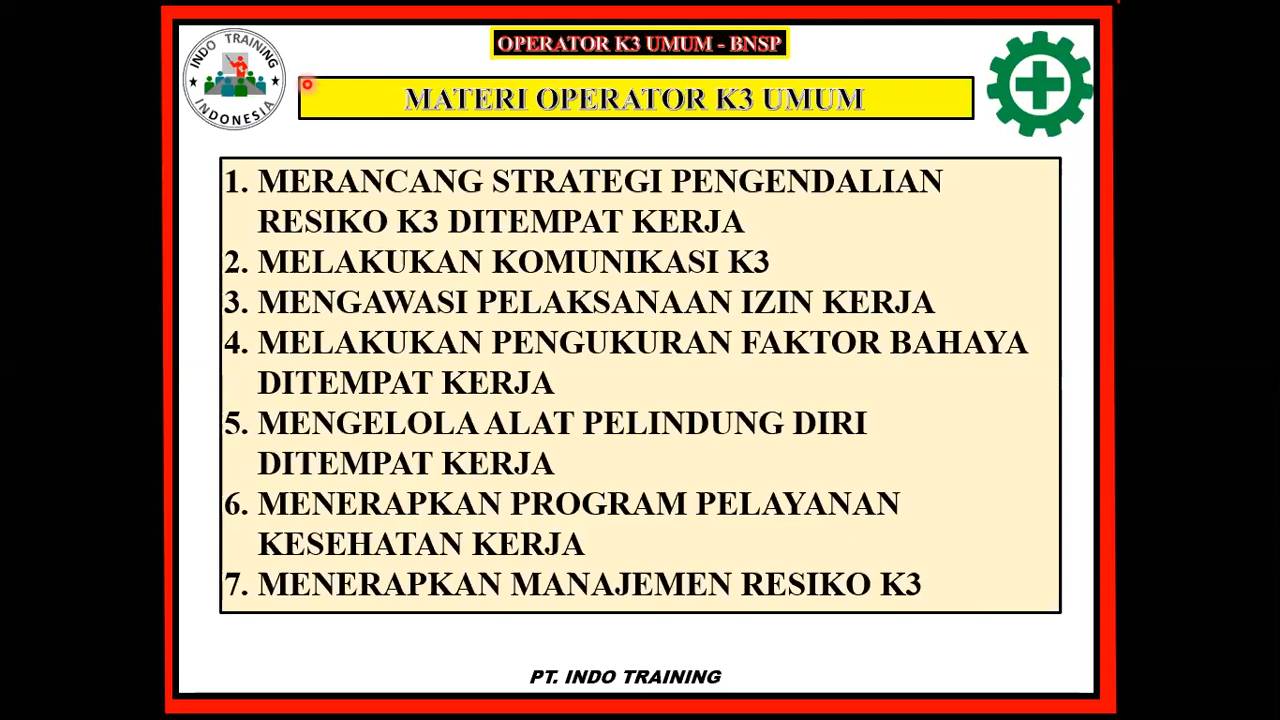 INDO TRAINING
INDONESIA
OPERATOR K3 UMUM - BNSP
MATERI OPERATOR K3 UMUM
1. MERANCANG STRATEGI PENGENDALIAN
RESIKO K3 DITEMPAT KERJA
2. MELAKUKAN KOMUNIKASI K3
3. MENGAWASI PELAKSANAAN IZIN KERJA
4. MELAKUKAN PENGUKURAN FAKTOR BAHAYA
DITEMPAT KERJA
5. MENGELOLA ALAT PELINDUNG DIRI
DITEMPAT KERJA
6. MENERAPKAN PROGRAM PELAYANAN
KESEHATAN KERJA
7. MENERAPKAN MANAJEMEN RESIKO K3
PT. INDO TRAINING